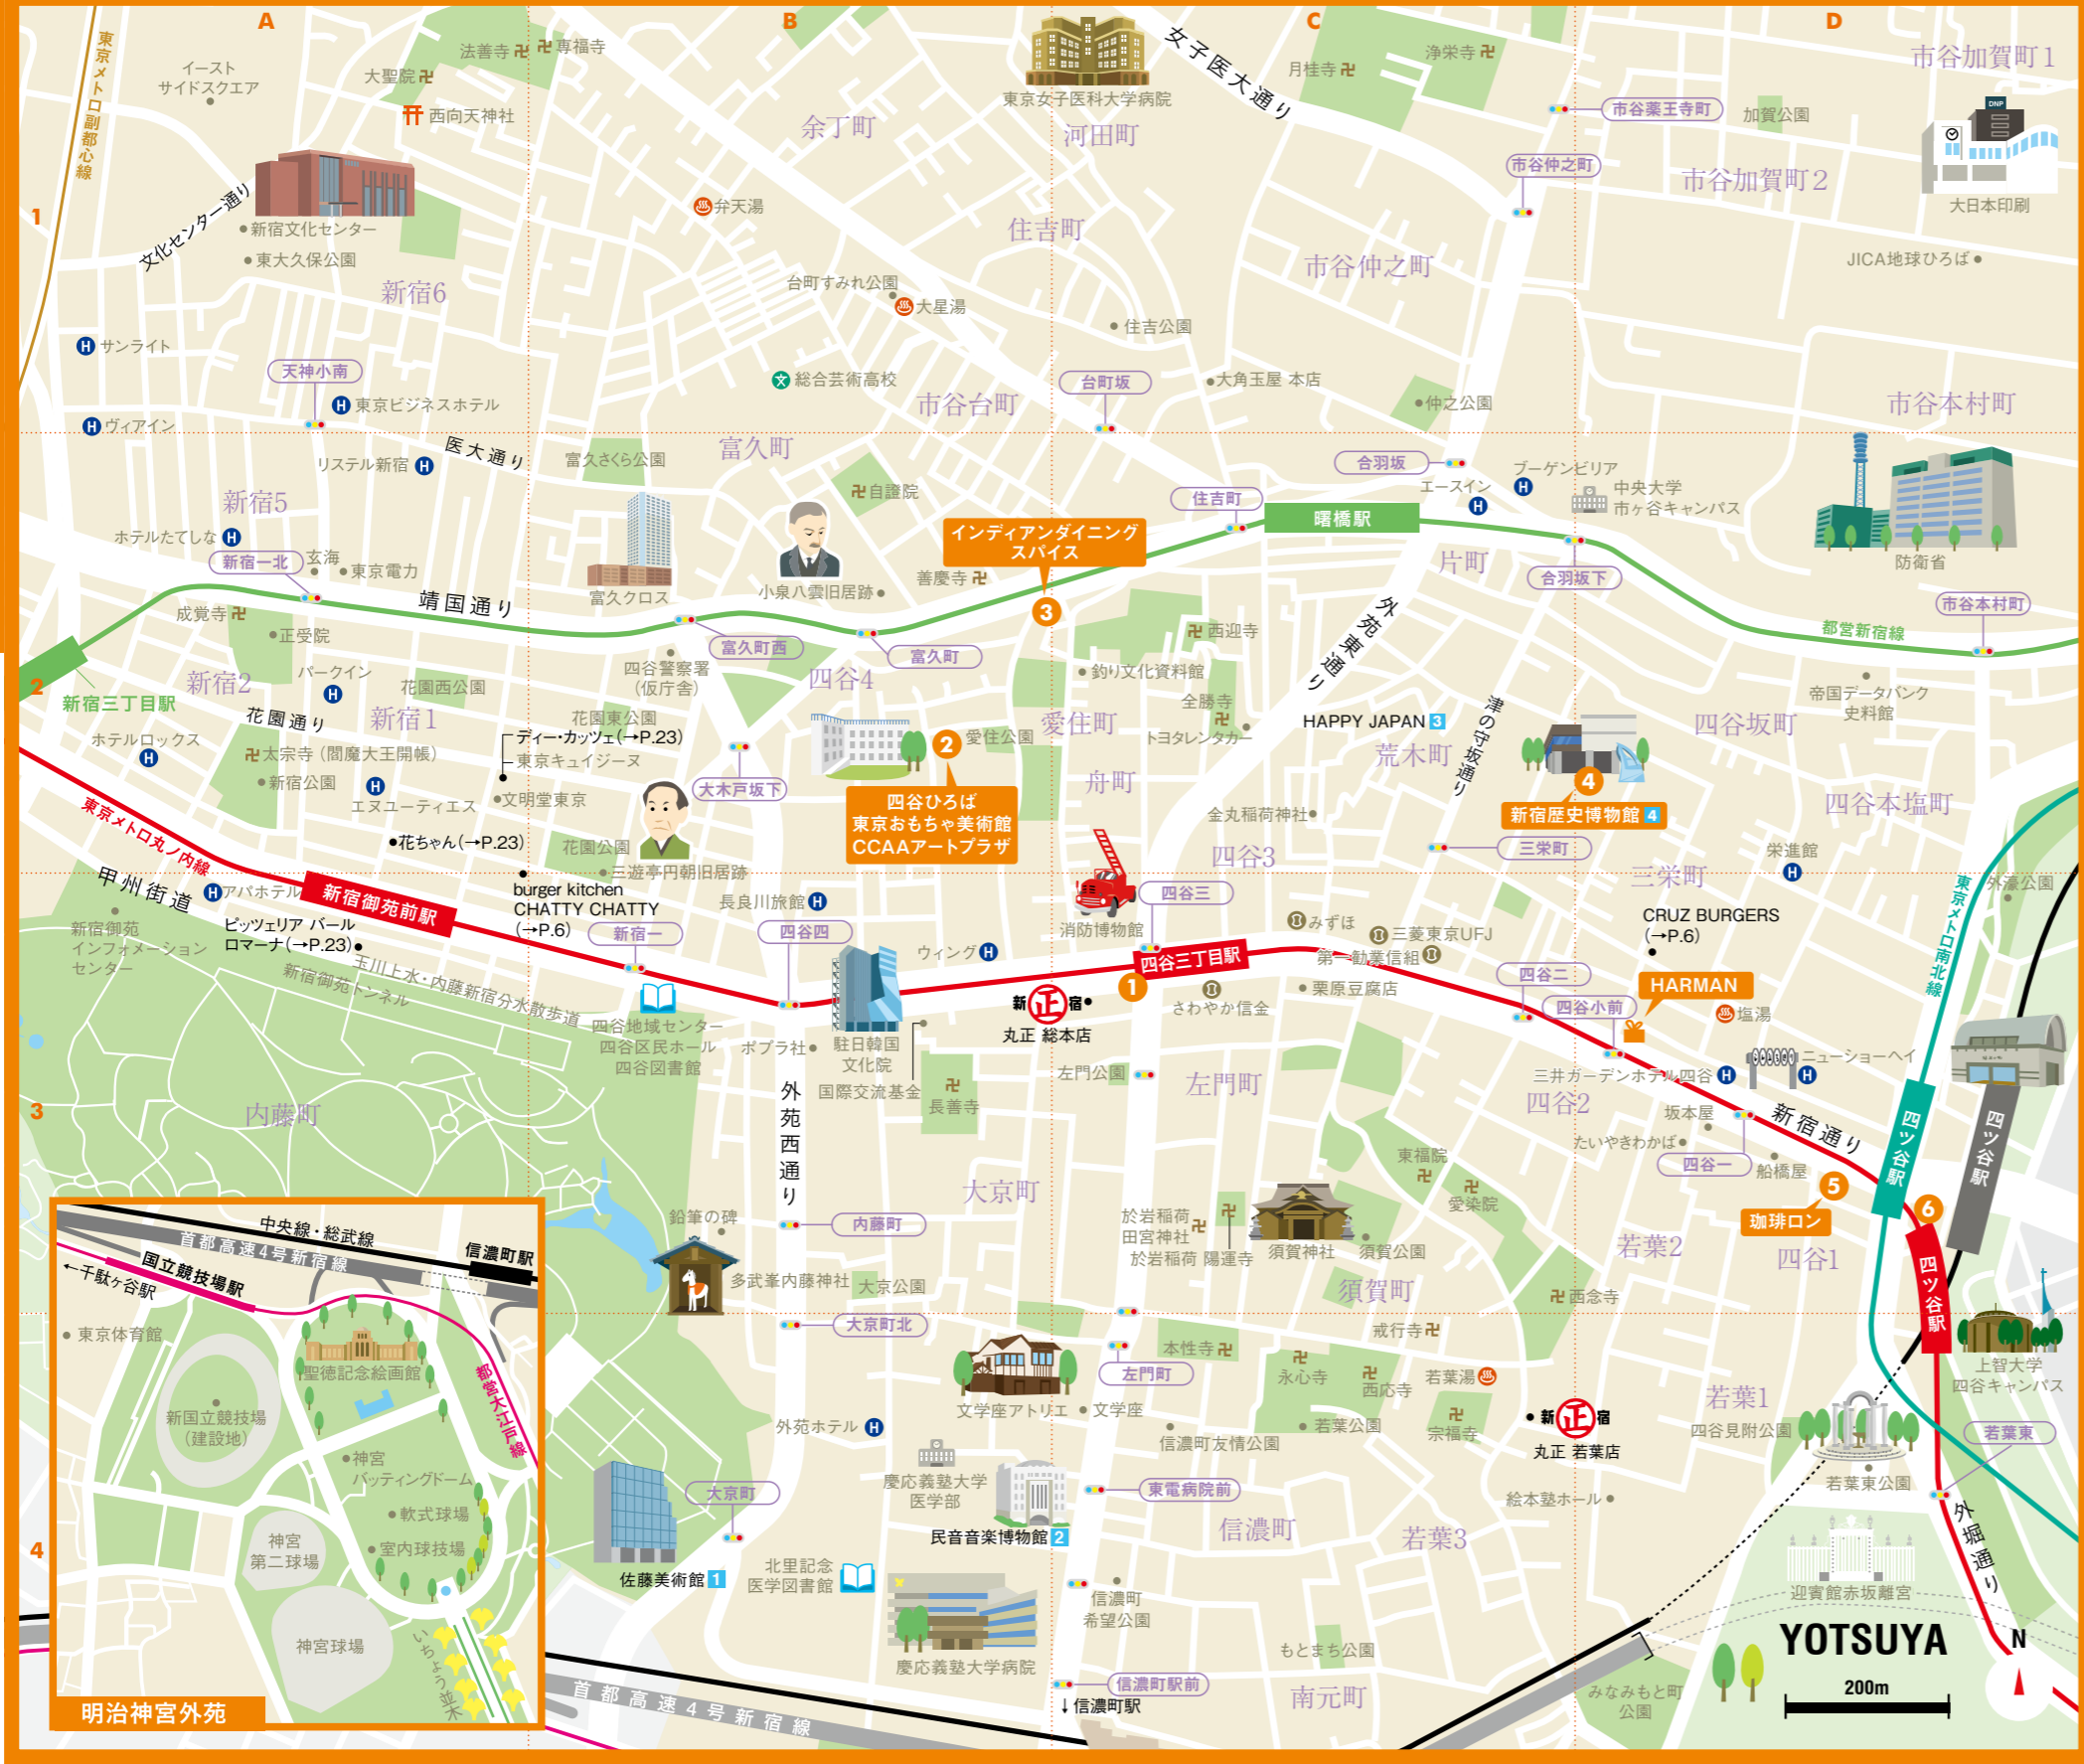 A
B
C
D
1
2
3
4
東京メトロ副都心線
イースト
サイドスクエア
大聖院
法善寺
専福寺
西向天神社
文化センター通り
新宿文化センター
東大久保公園
新宿6
サンライト
天神小南
東京ビジネスホテル
ヴィアイン
東京女子医科大学病院
女子医大通り
余丁町
河田町
弁天湯
住吉町
台町すみれ公園
大星湯
住吉公園
総合芸術高校
市谷台町
台町坂
大角玉屋 本店
月桂寺
浄栄寺
市谷薬王寺町
市谷仲之町
市谷仲之町
仲之公園
加賀公園
市谷加賀町1
市谷加賀町2
DNP
大日本印刷
JICA地球ひろば
市谷本村町
リステル新宿
医大通り
新宿5
ホテルたてしな
新宿一北
玄海
東京電力
靖国通り
成覚寺
正受院
新宿三丁目駅
新宿2
パークイン
花園西公園
花園通り
新宿1
ホテルロックス
太宗寺(閻魔大王開帳)
新宿公園
エヌユーティエス
文明堂東京
東京メトロ丸ノ内線
花ちゃん(→P.23)
富久さくら公園
富久町
自證院
富久クロス
小泉八雲旧居跡
善慶寺
インディアンダイニング
スパイス
3
富久町西
富久町
四谷警察署
(仮庁舎)
四谷4
花園東公園
ディー・カッツェ(→P.23)
東京キュイジーヌ
大木戸坂下
2
愛住公園
四谷ひろば
東京おもちゃ美術館
CCAAアートプラザ
花園公園
三遊亭円朝旧居跡
住吉町
曙橋駅
合羽坂
エースイン
ブーゲンビリア
中央大学
市ヶ谷キャンパス
片町
合羽坂下
防衛省
市谷本村町
都営新宿線
西迎寺
釣り文化資料館
外苑東通り
全勝寺
トヨタレンタカー
愛住町
舟町
HAPPY JAPAN 3
荒木町
津の守坂通り
金丸稲荷神社
四谷3
4
新宿歴史博物館 4
三栄町
三栄町
帝国データバンク
史料館
四谷坂町
四谷本塩町
栄進館
外濠公園
東京メトロ南北線
甲州街道
アパホテル
新宿御苑前駅
新宿御苑
インフォメーション
センター
ピッツェリア バール
ロマーナ(→P.23)
玉川上水・内藤新宿分水散歩道
新宿御苑トンネル
burger kitchen
CHATTY CHATTY
(→P.6)
新宿一
長良川旅館
四谷四
四谷地域センター
四谷区民ホール
四谷図書館
ポプラ社
駐日韓国
文化院
国際交流基金
長善寺
ウィング
新正宿
丸正 総本店
消防博物館
四谷三
四谷三丁目駅
1
みずほ
三菱東京UFJ
第一勧業信組
さわやか信金
栗原豆腐店
左門公園
左門町
四谷二
四谷小前
CRUZ BURGERS
(→P.6)
HARMAN
塩湯
ニューショーヘイ
三井ガーデンホテル四谷
四谷2
坂本屋
たいやきわかば
四谷一
船橋屋
新宿通り
四ツ谷駅
四ツ谷駅
四ツ谷駅
5
珈琲ロン
6
四谷1
若葉2
内藤町
外苑西通り
大京町
内藤町
鉛筆の碑
多武峯内藤神社
大京公園
大京町北
於岩稲荷
田宮神社
於岩稲荷 陽運寺
須賀神社
須賀公園
東福院
愛染院
須賀町
西念寺
戒行寺
本性寺
左門町
永心寺
西応寺
若葉湯
若葉公園
宗福寺
文学座アトリエ
文学座
信濃町友情公園
外苑ホテル
慶応義塾大学
医学部
民音音楽博物館 2
大京町
佐藤美術館 1
北里記念
医学図書館
慶応義塾大学病院
東電病院前
信濃町
若葉3
信濃町
希望公園
もとまち公園
信濃町駅前
↓信濃町駅
南元町
首都高速4号新宿線
新正宿
丸正 若葉店
絵本塾ホール
若葉1
四谷見附公園
若葉東公園
若葉東
上智大学
四谷キャンパス
外堀通り
迎賓館赤坂離宮
みなみもと町
公園
YOTSUYA
200m
N
中央線・総武線
首都高速4号新宿線
信濃町駅
国立競技場駅
←千駄ヶ谷駅
東京体育館
聖徳記念絵画館
都営大江戸線
新国立競技場
(建設地)
神宮
バッティングドーム
軟式球場
室内球技場
神宮
第二球場
神宮球場
いちょう並木
明治神宮外苑